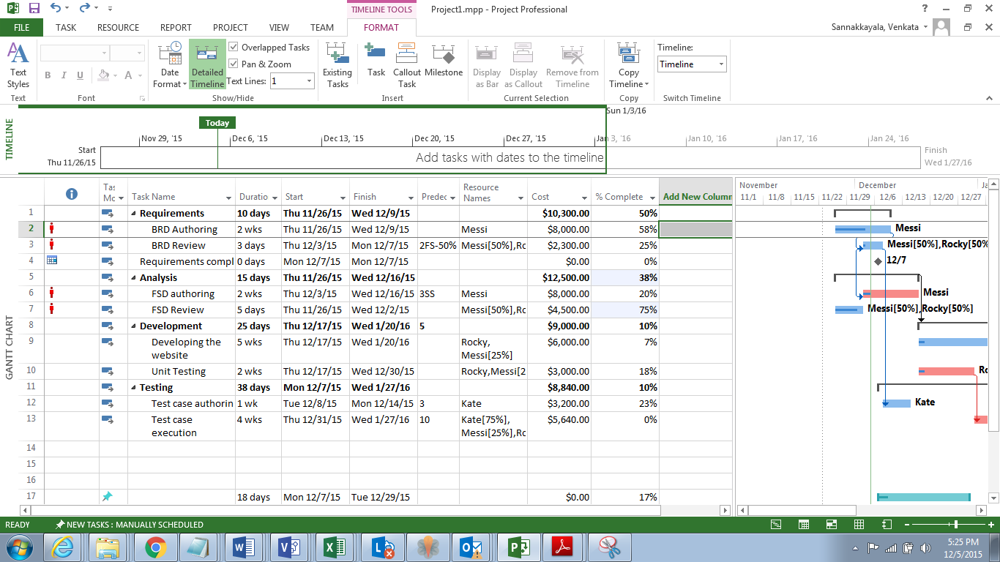 TIMELINE TOOLS
Project1.mpp - Project Professional
FILE TASK RESOURCE REPORT PROJECT VIEW TEAM FORMAT
Sannakkayala, Venkata
Text Styles
B I U A
Date Format
Detailed Timeline
Overlapped Tasks
Pan & Zoom
Text Lines: 1
Existing Tasks
Task
Callout Task
Milestone
Display as Bar
Display as Callout
Remove from Timeline
Copy Timeline
Timeline:
Timeline
Text Font Show/Hide Insert Current Selection Copy Switch Timeline
TIMELINE
Sun 1/3/16
Today
Nov 29, '15 Dec 6, '15 Dec 13, '15 Dec 20, '15 Dec 27, '15 Jan 3, '16 Jan 10, '16 Jan 17, '16 Jan 24, '16
Start
Thu 11/26/15
Add tasks with dates to the timeline
Finish
Wed 1/27/16
GANTT CHART
Tas Mc Task Name Duratio Start Finish Predec Resource Names Cost % Complete Add New Column
November December Ja
11/1 11/8 11/15 11/22 11/29 12/6 12/13 12/20 12/27
1 Requirements 10 days Thu 11/26/15 Wed 12/9/15 $10,300.00 50%
2 BRD Authoring 2 wks Thu 11/26/15 Wed 12/9/15 Messi $8,000.00 58% Messi
3 BRD Review 3 days Thu 12/3/15 Mon 12/7/15 2FS-50% Messi[50%],Rc $2,300.00 25% Messi[50%],Rocky[50%
4 Requirements compl 0 days Mon 12/7/15 Mon 12/7/15 $0.00 0% 12/7
5 Analysis 15 days Thu 11/26/15 Wed 12/16/15 $12,500.00 38%
6 FSD authoring 2 wks Thu 12/3/15 Wed 12/16/15 3SS Messi $8,000.00 20% Messi
7 FSD Review 5 days Thu 11/26/15 Wed 12/2/15 Messi[50%],Rc $4,500.00 75% Messi[50%],Rocky[50%]
8 Development 25 days Thu 12/17/15 Wed 1/20/16 5 $9,000.00 10%
9 Developing the website 5 wks Thu 12/17/15 Wed 1/20/16 Rocky, Messi[25%] $6,000.00 7%
10 Unit Testing 2 wks Thu 12/17/15 Wed 12/30/15 Rocky,Messi[2 $3,000.00 18% Ro
11 Testing 38 days Mon 12/7/15 Wed 1/27/16 $8,840.00 10%
12 Test case authorin 1 wk Tue 12/8/15 Mon 12/14/15 3 Kate $3,200.00 23% Kate
13 Test case execution 4 wks Thu 12/31/15 Wed 1/27/16 10 Kate[75%], Messi[25%],Rc $5,640.00 0%
14
15
16
17 18 days Mon 12/7/15 Tue 12/29/15 $0.00 17%
READY NEW TASKS : MANUALLY SCHEDULED
5:25 PM
12/5/2015